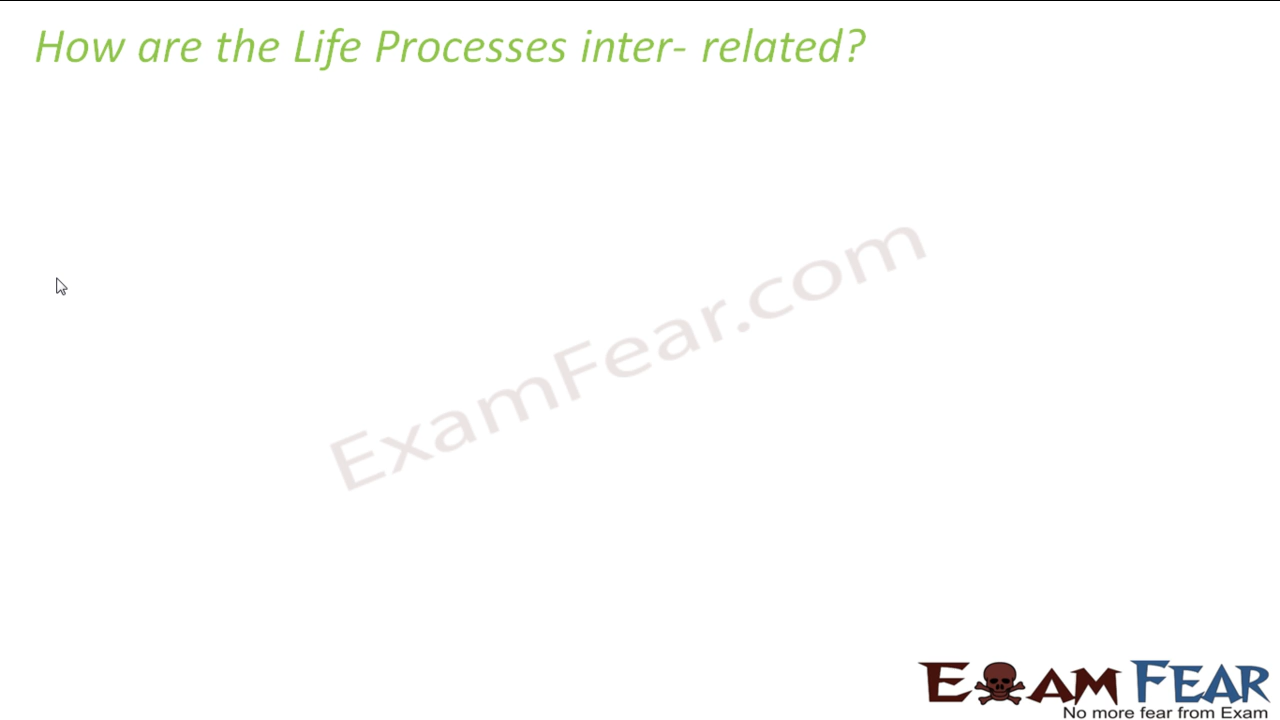 How are the Life Processes inter- related?
ExamFear.com
EXAM FEAR
No more fear from Exam